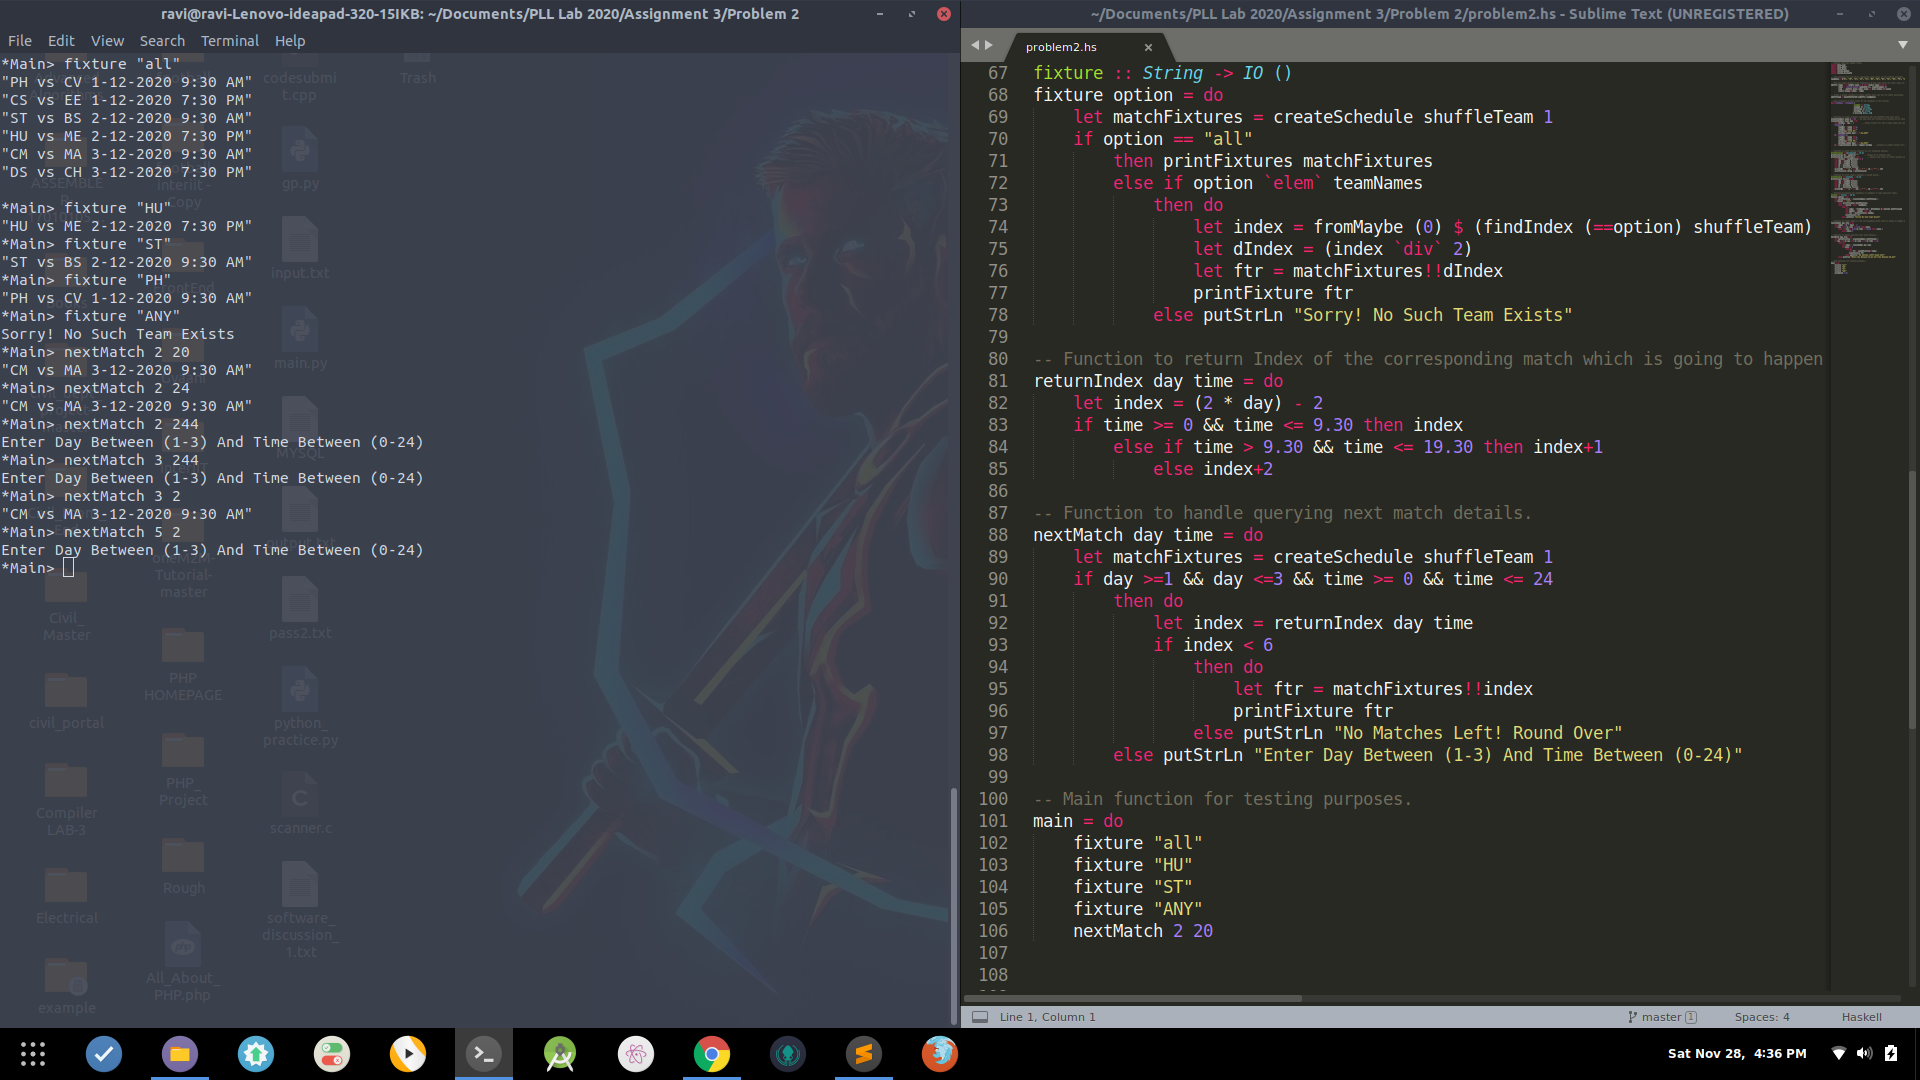 ravi@ravi-Lenovo-ideapad-320-15IKB: ~/Documents/PLL Lab 2020/Assignment 3/Problem 2
File Edit View Search Terminal Help
*Main> fixture "all"
"PH vs CV 1-12-2020 9:30 AM"
"CS vs EE 1-12-2020 7:30 PM"
"ST vs BS 2-12-2020 9:30 AM"
"HU vs ME 2-12-2020 7:30 PM"
"CM vs MA 3-12-2020 9:30 AM"
"DS vs CH 3-12-2020 7:30 PM"
*Main> fixture "HU"
"HU vs ME 2-12-2020 7:30 PM"
*Main> fixture "ST"
"ST vs BS 2-12-2020 9:30 AM"
*Main> fixture "PH"
"PH vs CV 1-12-2020 9:30 AM"
*Main> fixture "ANY"
Sorry! No Such Team Exists
*Main> nextMatch 2 20
"CM vs MA 3-12-2020 9:30 AM"
*Main> nextMatch 2 24
"CM vs MA 3-12-2020 9:30 AM"
*Main> nextMatch 2 244
Enter Day Between (1-3) And Time Between (0-24)
*Main> nextMatch 3 244
Enter Day Between (1-3) And Time Between (0-24)
*Main> nextMatch 3 2
"CM vs MA 3-12-2020 9:30 AM"
*Main> nextMatch 5 2
Enter Day Between (1-3) And Time Between (0-24)
*Main>
codesubmi
t.cpp
Trash
gp.py
input.txt
main.py
output.txt
pass2.txt
python_
practice.py
scanner.c
software_
discussion_
1.txt
Tutorial-
master
PHP
HOMEPAGE
PHP_
Project
Rough
All_About_
PHP.php
Civil_
Master
civil_portal
Compiler
LAB-3
Electrical
example
~/Documents/PLL Lab 2020/Assignment 3/Problem 2/problem2.hs - Sublime Text (UNREGISTERED)
problem2.hs
67 fixture :: String -> IO ()
68 fixture option = do
69 let matchFixtures = createSchedule shuffleTeam 1
70 if option == "all"
71 then printFixtures matchFixtures
72 else if option `elem` teamNames
73 then do
74 let index = fromMaybe (0) $ (findIndex (==option) shuffleTeam)
75 let dIndex = (index `div` 2)
76 let ftr = matchFixtures!!dIndex
77 printFixture ftr
78 else putStrLn "Sorry! No Such Team Exists"
79
80 -- Function to return Index of the corresponding match which is going to happen
81 returnIndex day time = do
82 let index = (2 * day) - 2
83 if time >= 0 && time <= 9.30 then index
84 else if time > 9.30 && time <= 19.30 then index+1
85 else index+2
86
87 -- Function to handle querying next match details.
88 nextMatch day time = do
89 let matchFixtures = createSchedule shuffleTeam 1
90 if day >=1 && day <=3 && time >= 0 && time <= 24
91 then do
92 let index = returnIndex day time
93 if index < 6
94 then do
95 let ftr = matchFixtures!!index
96 printFixture ftr
97 else putStrLn "No Matches Left! Round Over"
98 else putStrLn "Enter Day Between (1-3) And Time Between (0-24)"
99
100 -- Main function for testing purposes.
101 main = do
102 fixture "all"
103 fixture "HU"
104 fixture "ST"
105 fixture "ANY"
106 nextMatch 2 20
107
108
Line 1, Column 1
master 1
Spaces: 4
Haskell
Sat Nov 28, 4:36 PM